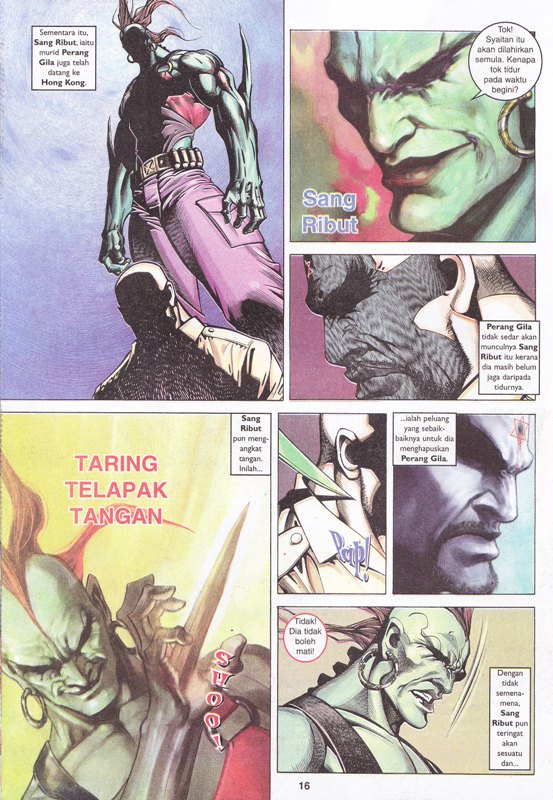 Sementara itu,
Sang Ribut, iaitu
murid Perang
Gila juga telah
datang ke
Hong Kong.
Tok!
Syaitan itu
akan dilahirkan
semula. Kenapa
tok tidur
pada waktu
begini?
Sang
Ribut
Perang Gila
tidak sedar akan
munculnya Sang
Ribut itu kerana
dia masih belum
jaga daripada
tidurnya.
Sang
Ribut
pun meng-
angkat
tangan.
Inilah...
TARING
TELAPAK
TANGAN
SHOO!
...ialah peluang
yang sebaik-
baiknya untuk dia
menghapuskan
Perang Gila.
Pap!
Tidak!
Dia tidak
boleh
mati!
Dengan
tidak
semena-
mena,
Sang
Ribut pun
teringat
akan
sesuatu
dan...
16